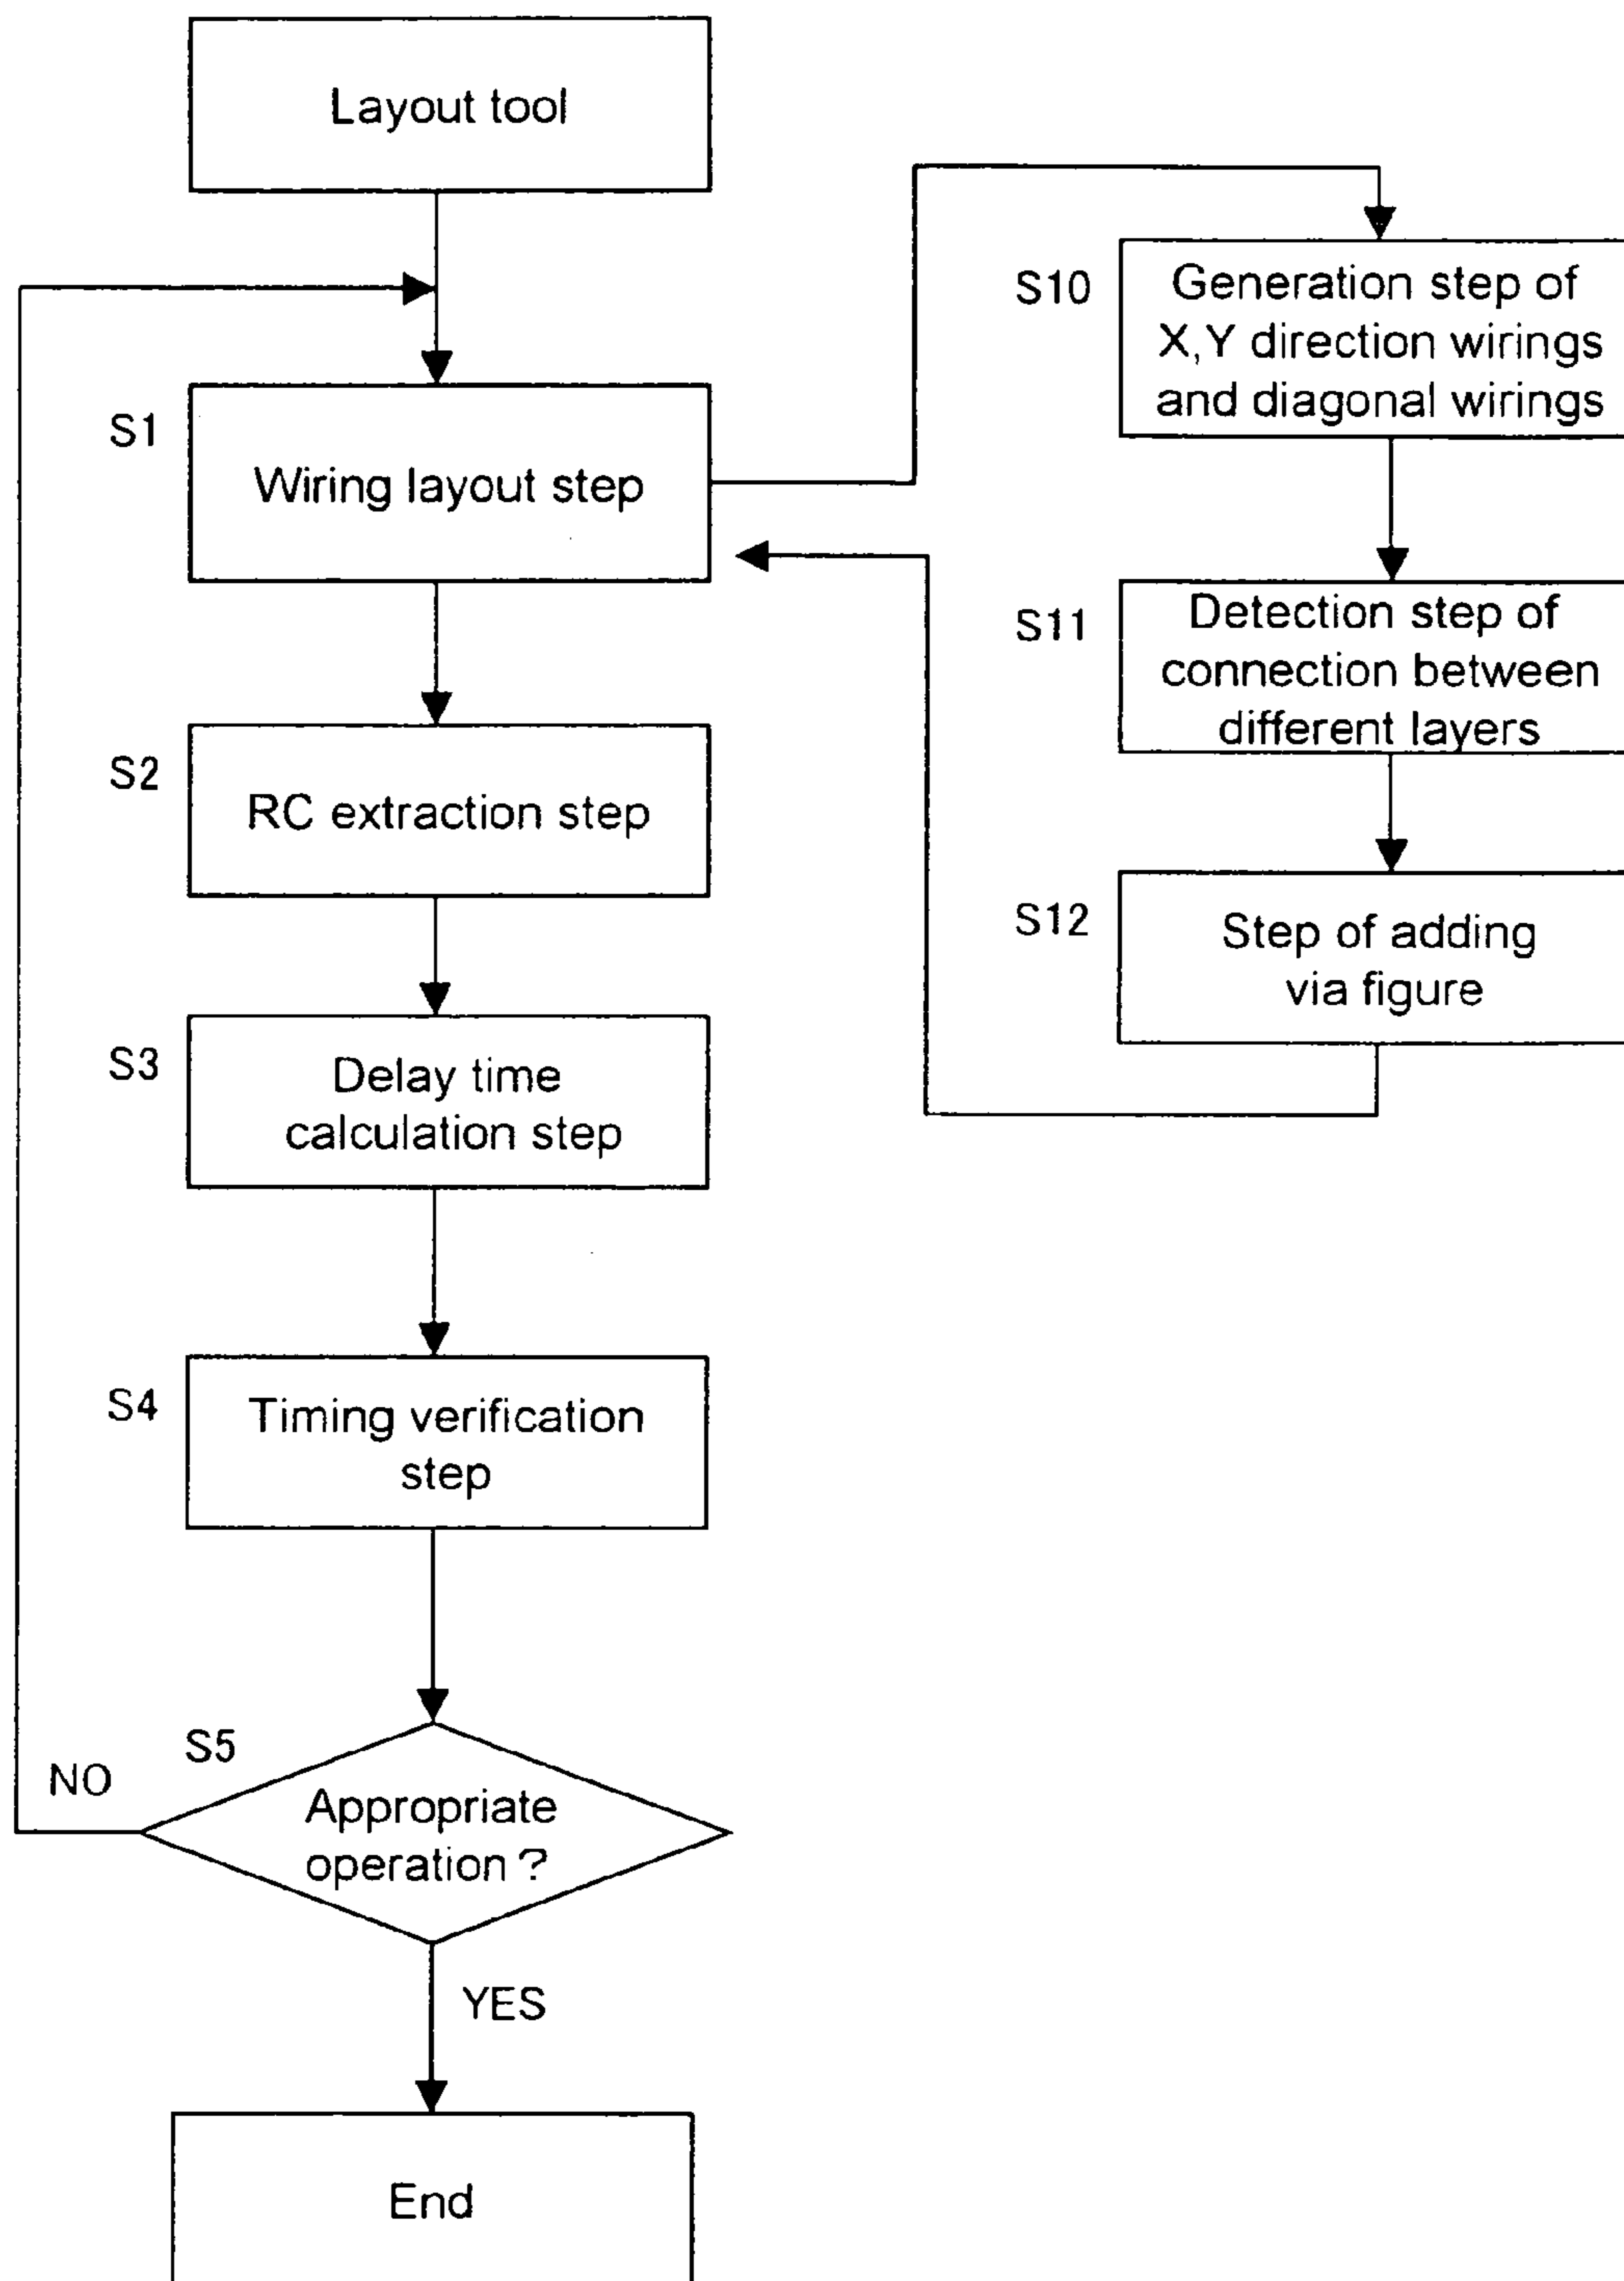 Layout tool
S1
Wiring layout step
S2
RC extraction step
S3
Delay time
calculation step
S4
Timing verification
step
S5
NO
Appropriate
operation ?
YES
End
S10
Generation step of
X,Y direction wirings
and diagonal wirings
S11
Detection step of
connection between
different layers
S12
Step of adding
via figure